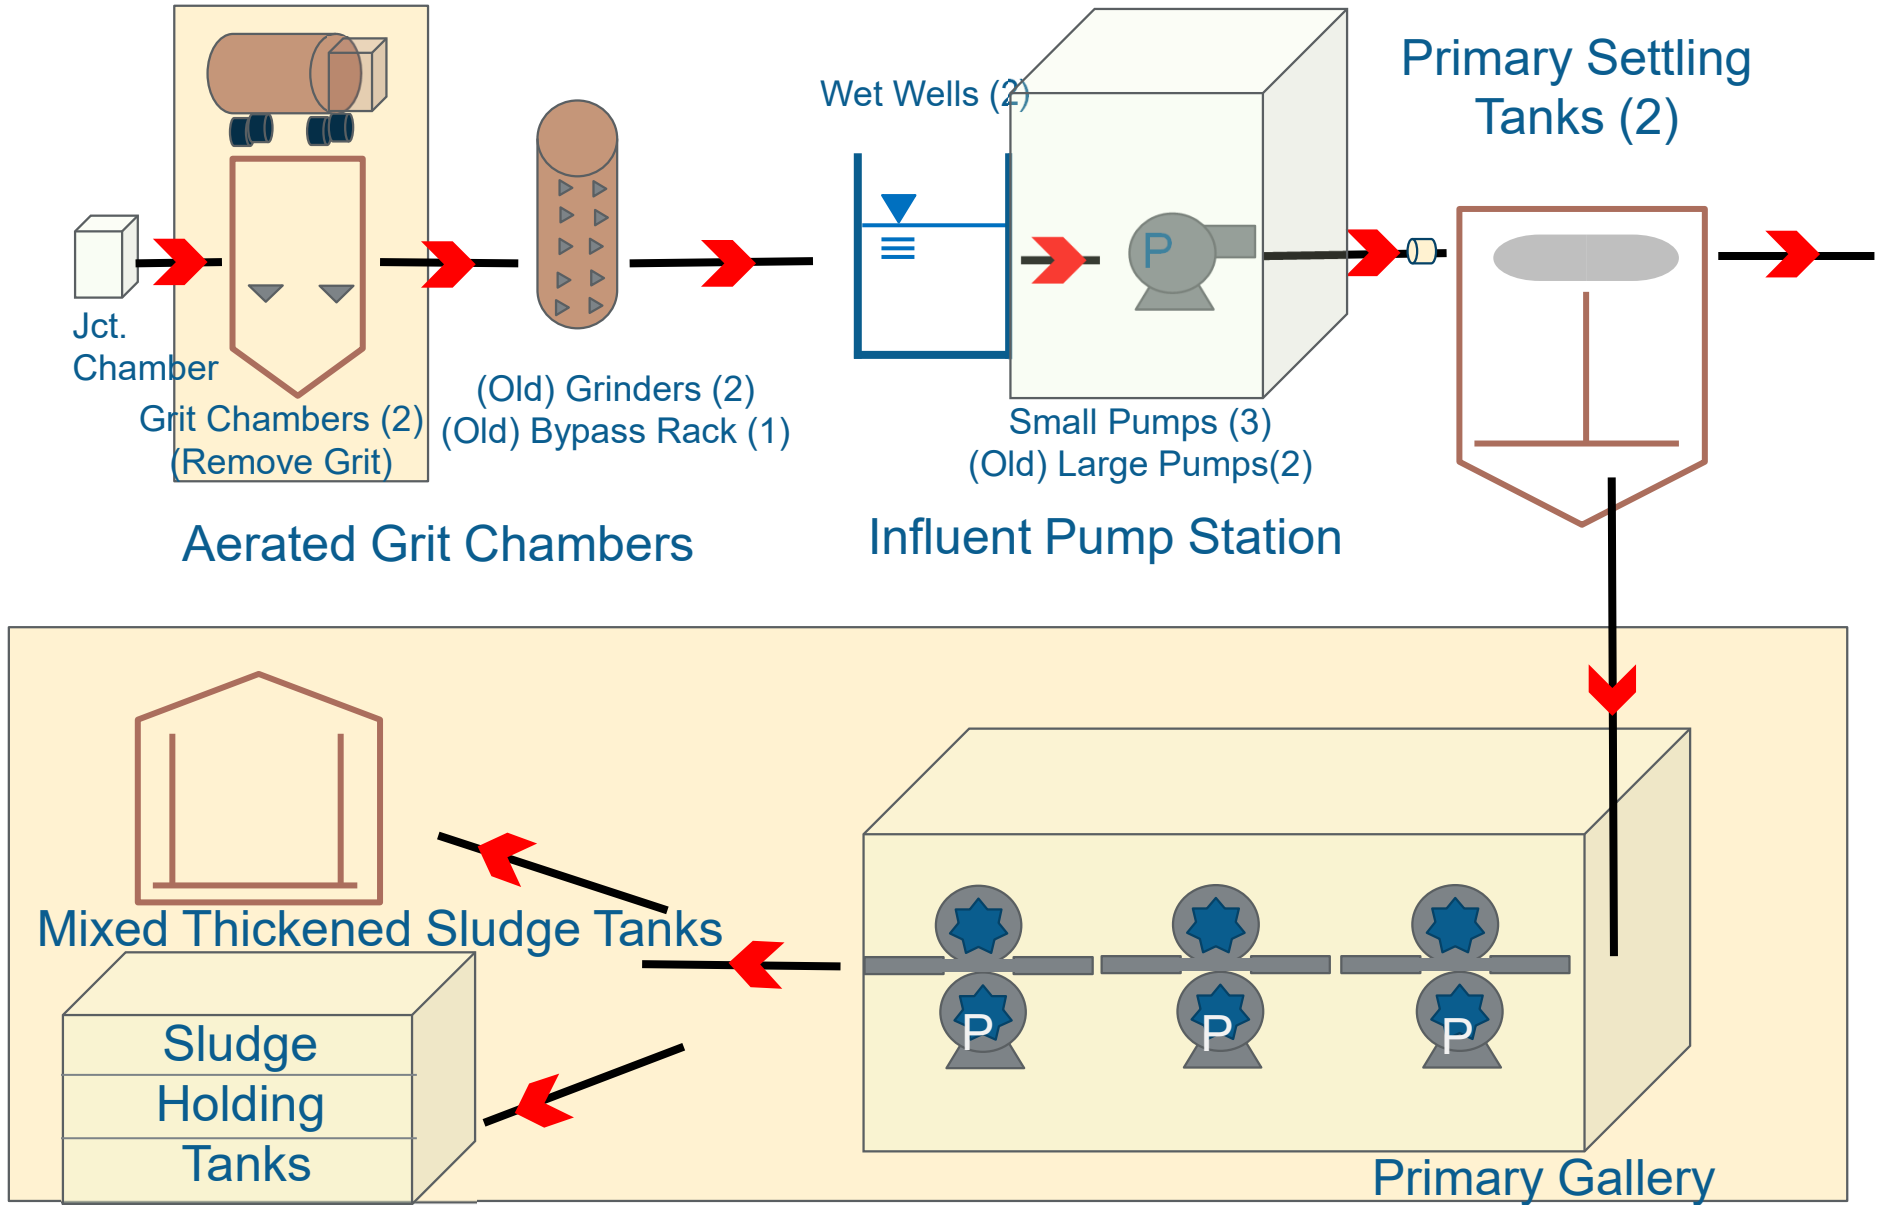 Wet Wells (2)
Primary Settling
Tanks (2)
P
Jct.
Chamber
Grit Chambers (2)
(Remove Grit)
(Old) Grinders (2)
(Old) Bypass Rack (1)
Small Pumps (3)
(Old) Large Pumps(2)
Aerated Grit Chambers
Influent Pump Station
Mixed Thickened Sludge Tanks
P
P
P
Sludge
Holding
Tanks
Primary Gallery